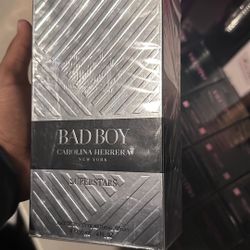 BAD BOY
CAROLINA HERRERA
NEW YORK
SUPERSTARS